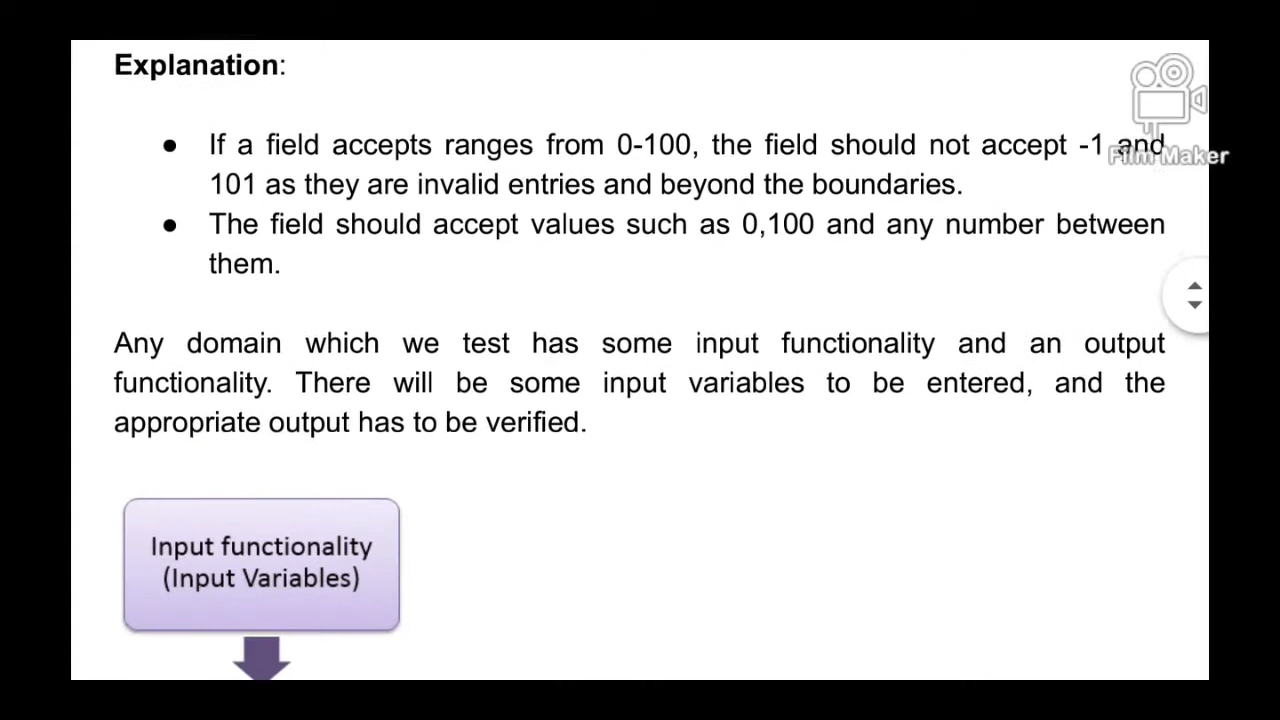 Explanation:
● If a field accepts ranges from 0-100, the field should not accept -1 and
101 as they are invalid entries and beyond the boundaries.
● The field should accept values such as 0,100 and any number between
them.
Any domain which we test has some input functionality and an output
functionality. There will be some input variables to be entered, and the
appropriate output has to be verified.
Input functionality
(Input Variables)
Film Maker